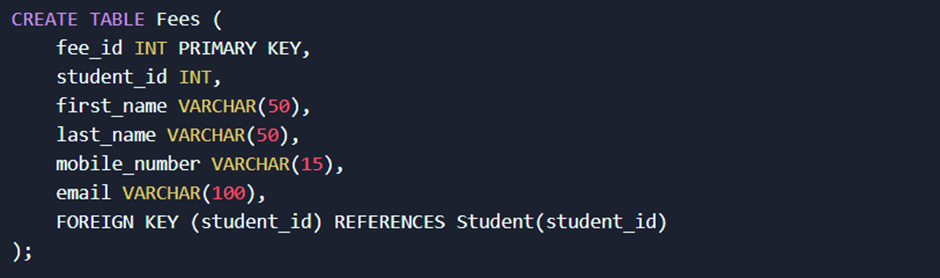 CREATE TABLE Fees (
    fee_id INT PRIMARY KEY,
    student_id INT,
    first_name VARCHAR(50),
    last_name VARCHAR(50),
    mobile_number VARCHAR(15),
    email VARCHAR(100),
    FOREIGN KEY (student_id) REFERENCES Student(student_id)
);